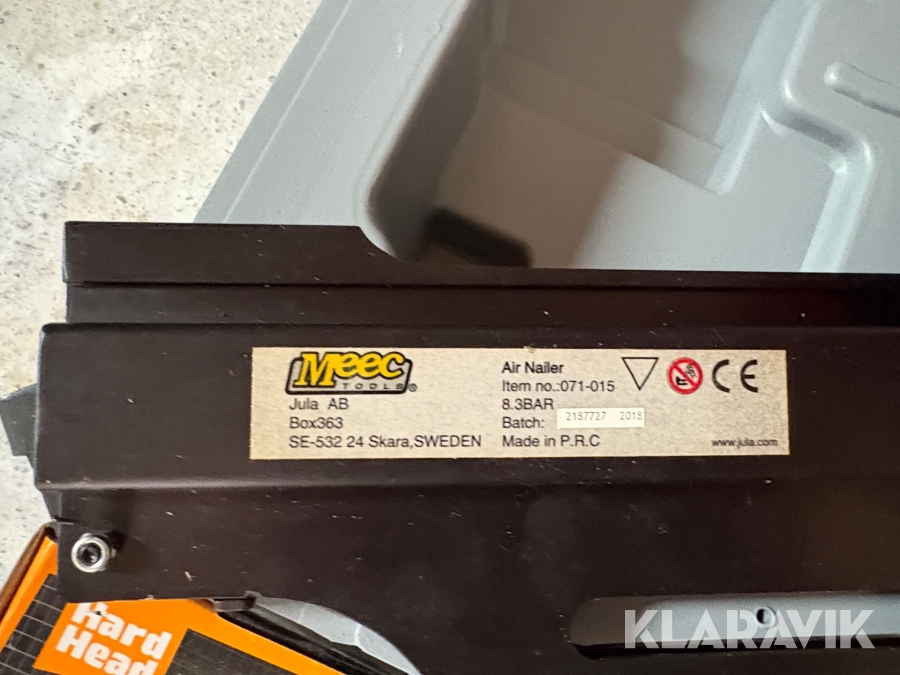 Meec
TOOLS®
Jula AB
Box363
SE-532 24 Skara,SWEDEN
Air Nailer
Item no.:071-015
8.3BAR
Batch: 2187727 2018
Made in P.R.C
CE
www.jula.com
Hard
Head
KLARAVIK